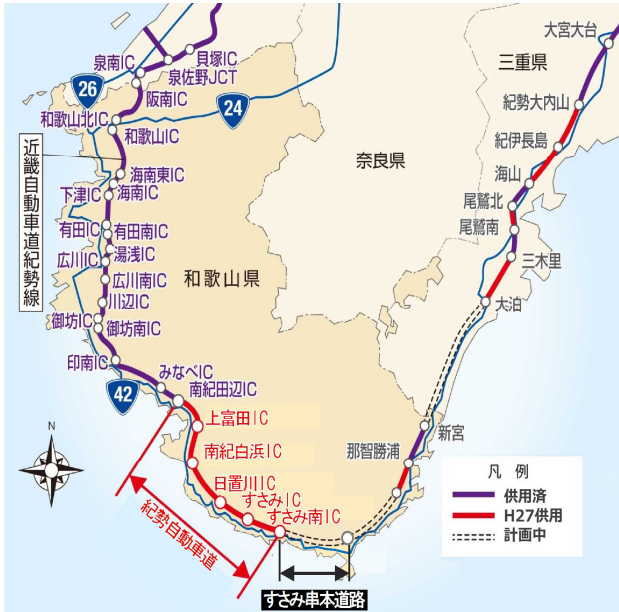 大宮大台
三重県
貝塚IC
泉南IC
泉佐野JCT
26
阪南IC
24
紀勢大内山
和歌山北IC
和歌山IC
紀伊長島
近畿自動車道紀勢線
奈良県
海南東IC
海山
下津IC
海南IC
尾鷲北
有田IC
有田南IC
尾鷲南
湯浅IC
広川IC
三木里
広川南IC
和歌山県
川辺IC
大泊
御坊IC
御坊南IC
印南IC
みなべIC
42
南紀田辺IC
上富田IC
新宮
N
南紀白浜IC
那智勝浦
凡 例
日置川IC
供用済
すさみIC
H27供用
すさみ南IC
計画中
紀勢自動車道
すさみ串本道路